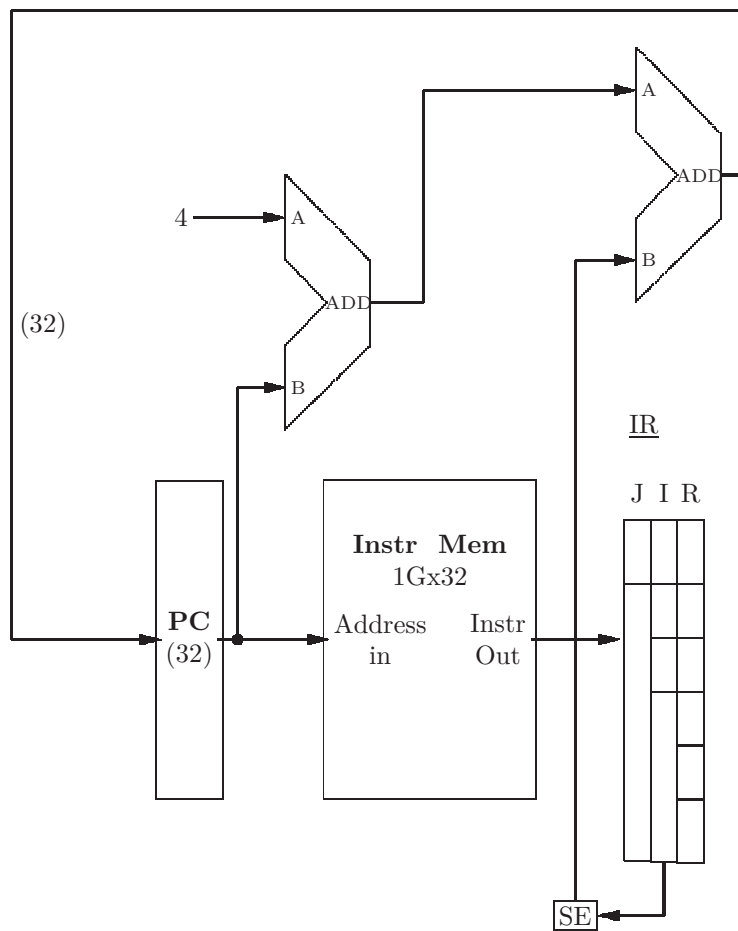 A
ADD
4
A
B
ADD
(32)
B
IR
J I R
Instr Mem
1Gx32
PC
(32)
Address
in
Instr
Out
SE